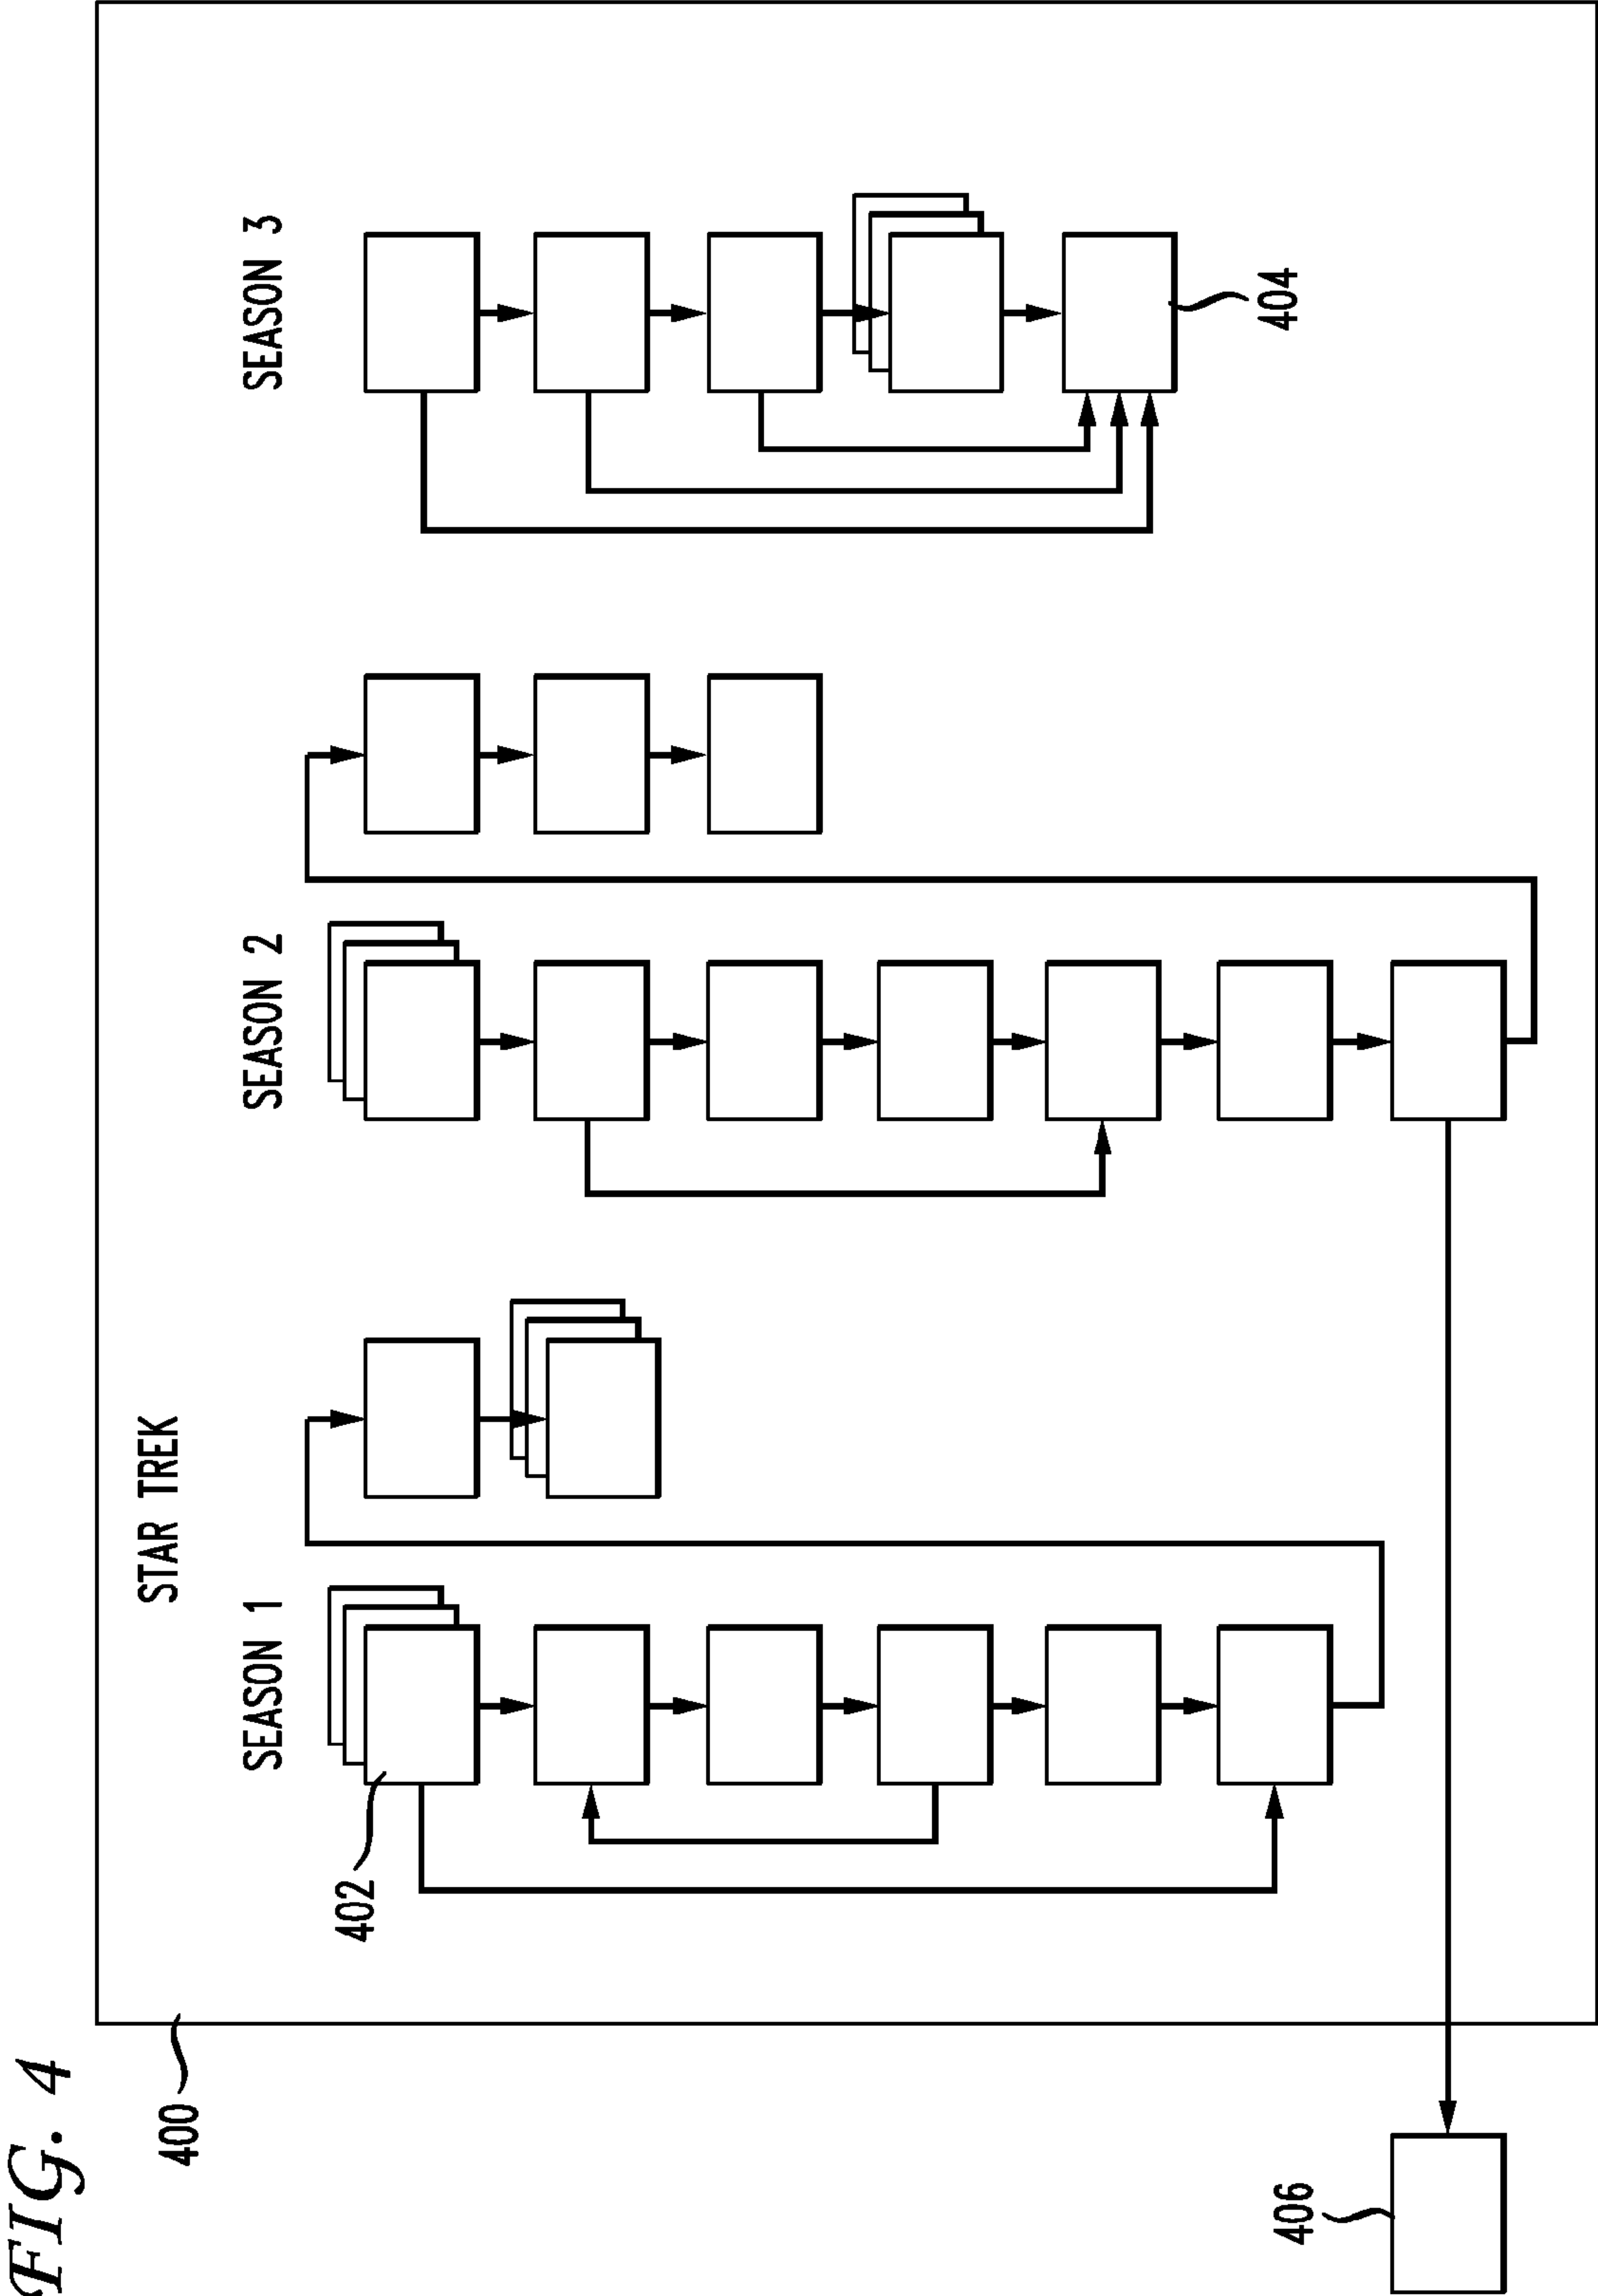 FIG. 4
400
STAR TREK
SEASON 1
SEASON 2
SEASON 3
402
404
406